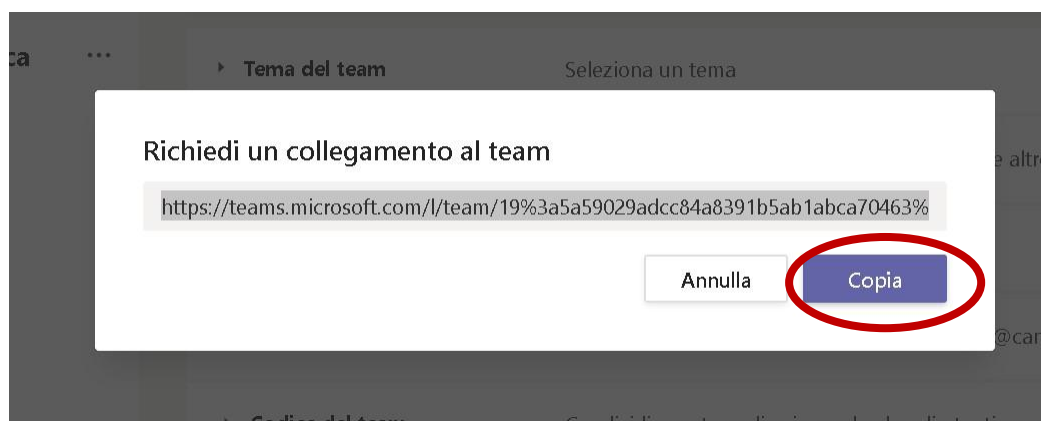 Tema del team
Seleziona un tema
Richiedi un collegamento al team
https://teams.microsoft.com/l/team/19%3a5a59029adcc84a8391b5ab1abca70463%
Annulla
Copia